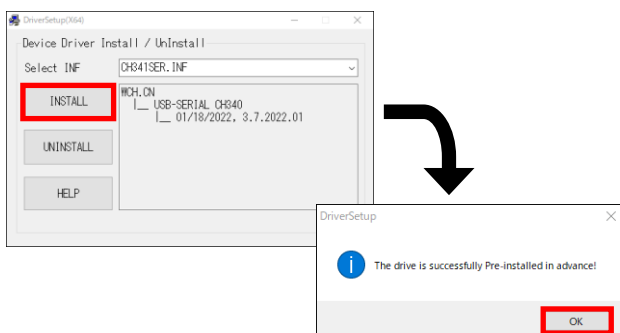 DriverSetup(X64)
Device Driver Install / UnInstall
Select INF CH341SER.INF
INSTALL
WCH.CN
|__ USB-SERIAL CH340
|__ 01/18/2022, 3.7.2022.01
UNINSTALL
HELP
DriverSetup
The drive is successfully Pre-installed in advance!
OK